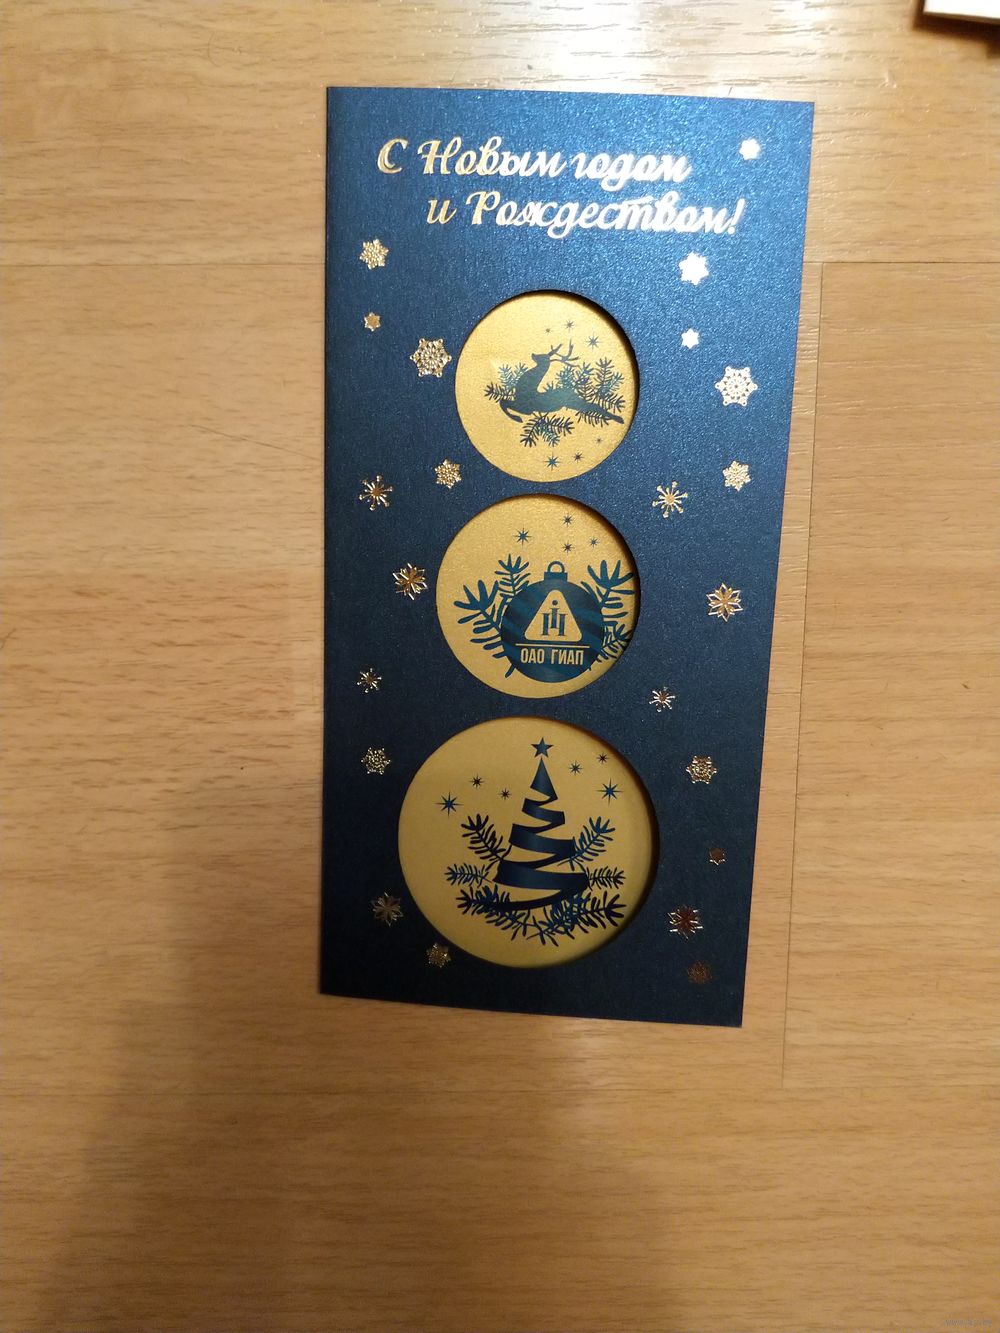 С Новым годом
и Рождеством!
ОАО ГИАП